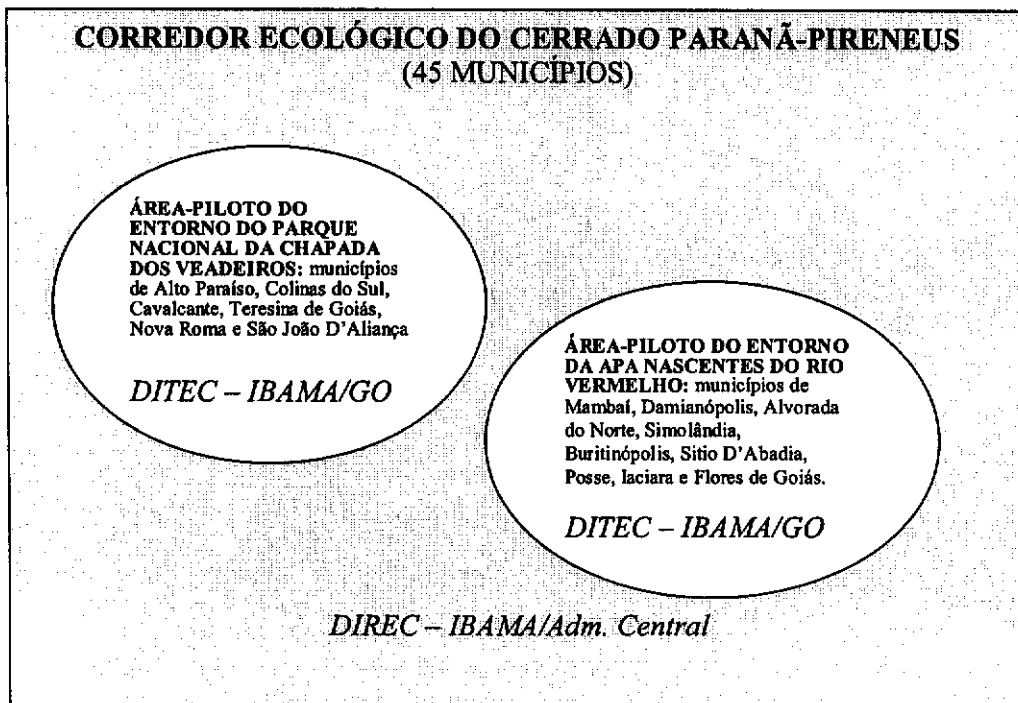 CORREDOR ECOLÓGICO DO CERRADO PARANÃ-PIRENEUS
(45 MUNICÍPIOS)
ÁREA-PILOTO DO
ENTORNO DO PARQUE
NACIONAL DA CHAPADA
DOS VEADEIROS: municípios
de Alto Paraíso, Colinas do Sul,
Cavalcante, Teresina de Goiás,
Nova Roma e São João D'Aliança
DITEC – IBAMA/GO
ÁREA-PILOTO DO ENTORNO
DA APA NASCENTES DO RIO
VERMELHO: municípios de
Mambaí, Damianópolis, Alvorada
do Norte, Simolândia,
Buritinópolis, Sitio D'Abadia,
Posse, Iaciara e Flores de Goiás.
DITEC – IBAMA/GO
DIREC – IBAMA/Adm. Central